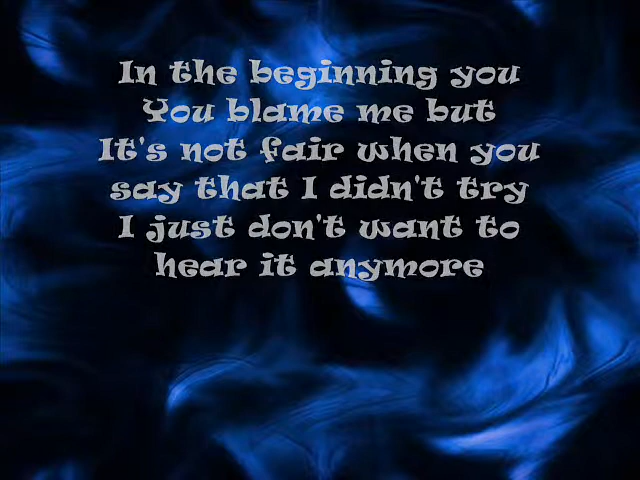 In the beginning you
You blame me but
It's not fair when you
say that I didn't try
I just don't want to
hear it anymore